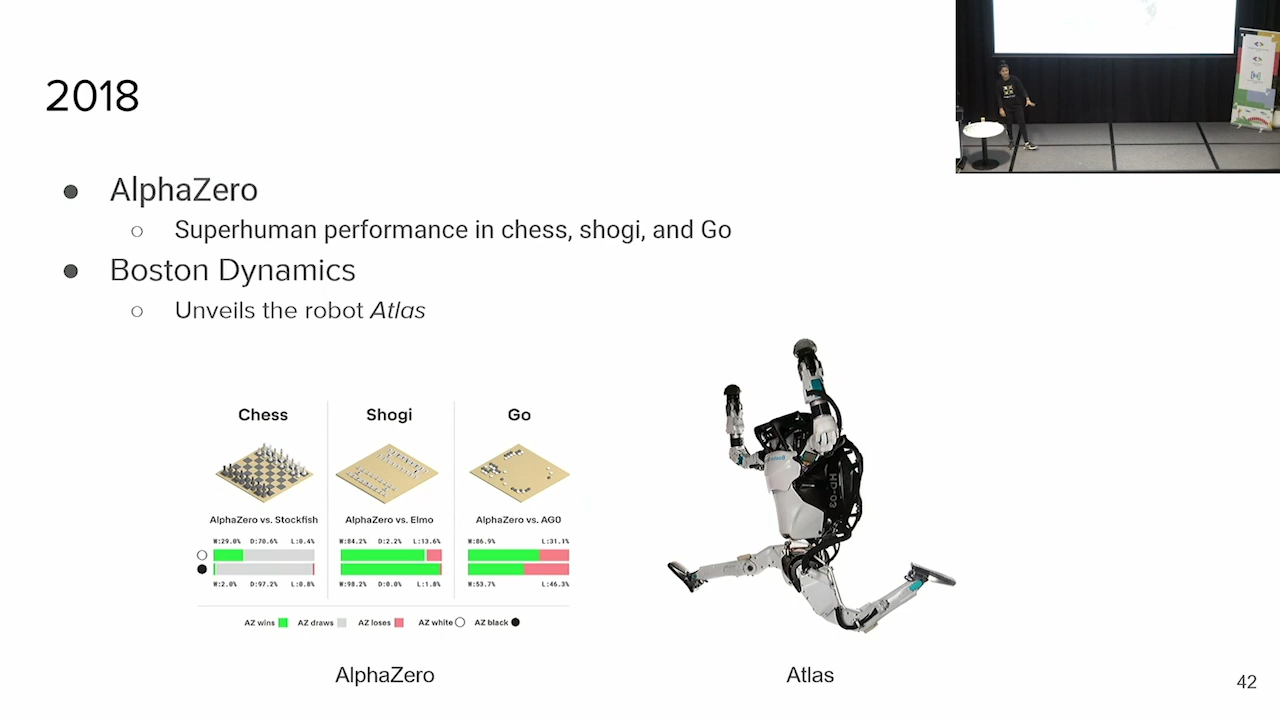 2018
● AlphaZero
○ Superhuman performance in chess, shogi, and Go
● Boston Dynamics
○ Unveils the robot Atlas
Chess Shogi Go
AlphaZero vs. Stockfish AlphaZero vs. Elmo AlphaZero vs. AG0
W:29.0% D:70.6% L:0.4% W:84.2% D:2.2% L:13.6% W:86.9% L:31.1%
W:2.0% D:97.2% L:0.8% W:98.2% D:0.0% L:1.8% W:53.7% L:46.3%
AZ wins AZ draws AZ loses AZ white AZ black
HD-03
AlphaZero Atlas
42